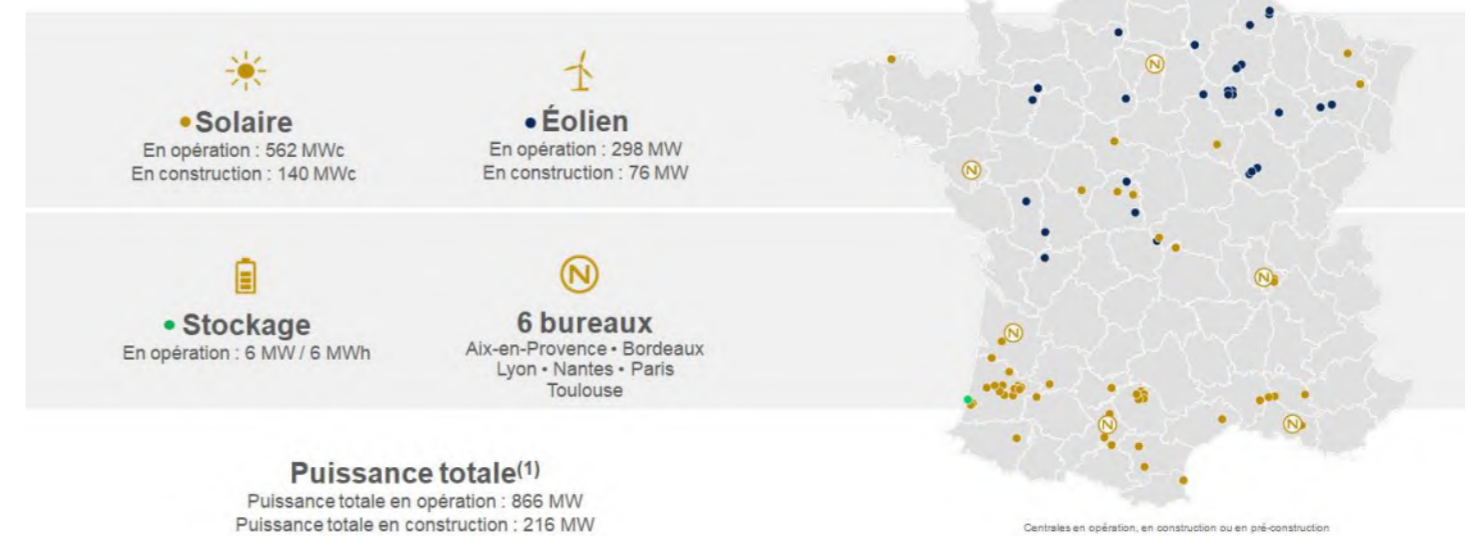 • Solaire
En opération : 562 MWc
En construction : 140 MWc
• Éolien
En opération : 298 MW
En construction : 76 MW
• Stockage
En opération : 6 MW / 6 MWh
N
6 bureaux
Aix-en-Provence • Bordeaux
Lyon • Nantes • Paris
Toulouse
Puissance totale(1)
Puissance totale en opération : 866 MW
Puissance totale en construction : 216 MW
N
N
N
N
N
N
Centrales en opération, en construction ou en pré-construction